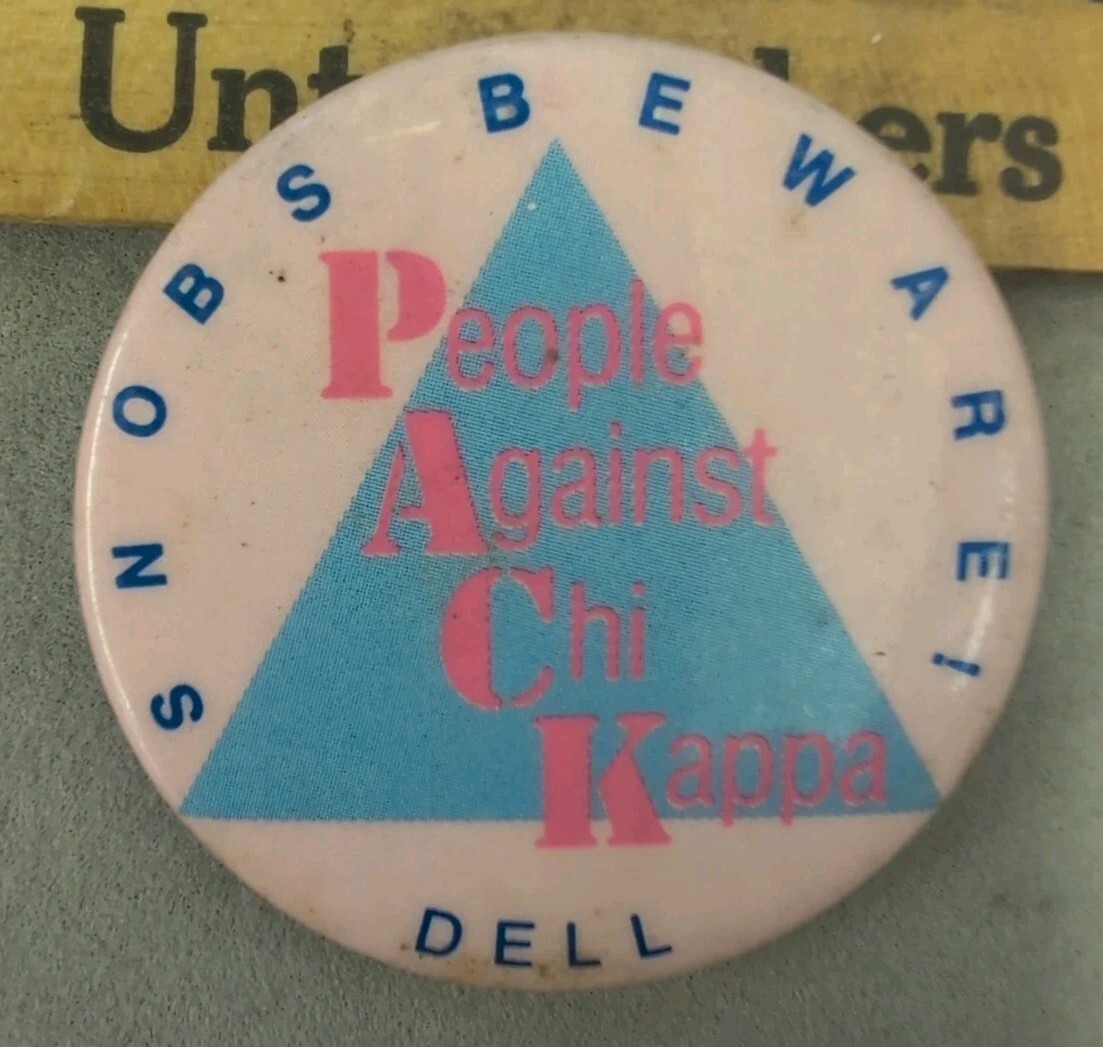 SNOBS BEWARE!
People
Against
Chi
Kappa
DELL